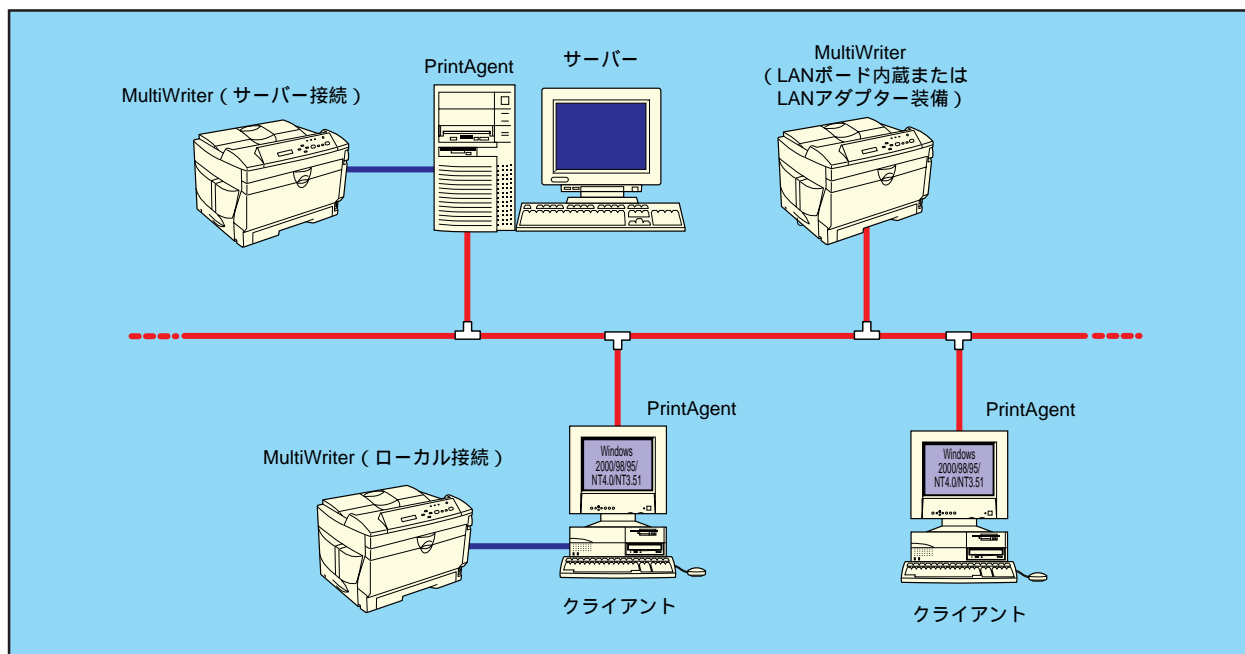 MultiWriter（サーバー接続）
PrintAgent
サーバー
MultiWriter
（LANボード内蔵または
LANアダプター装備）
MultiWriter（ローカル接続）
PrintAgent
Windows
2000/98/95/
NT4.0/NT3.51
クライアント
PrintAgent
Windows
2000/98/95/
NT4.0/NT3.51
クライアント